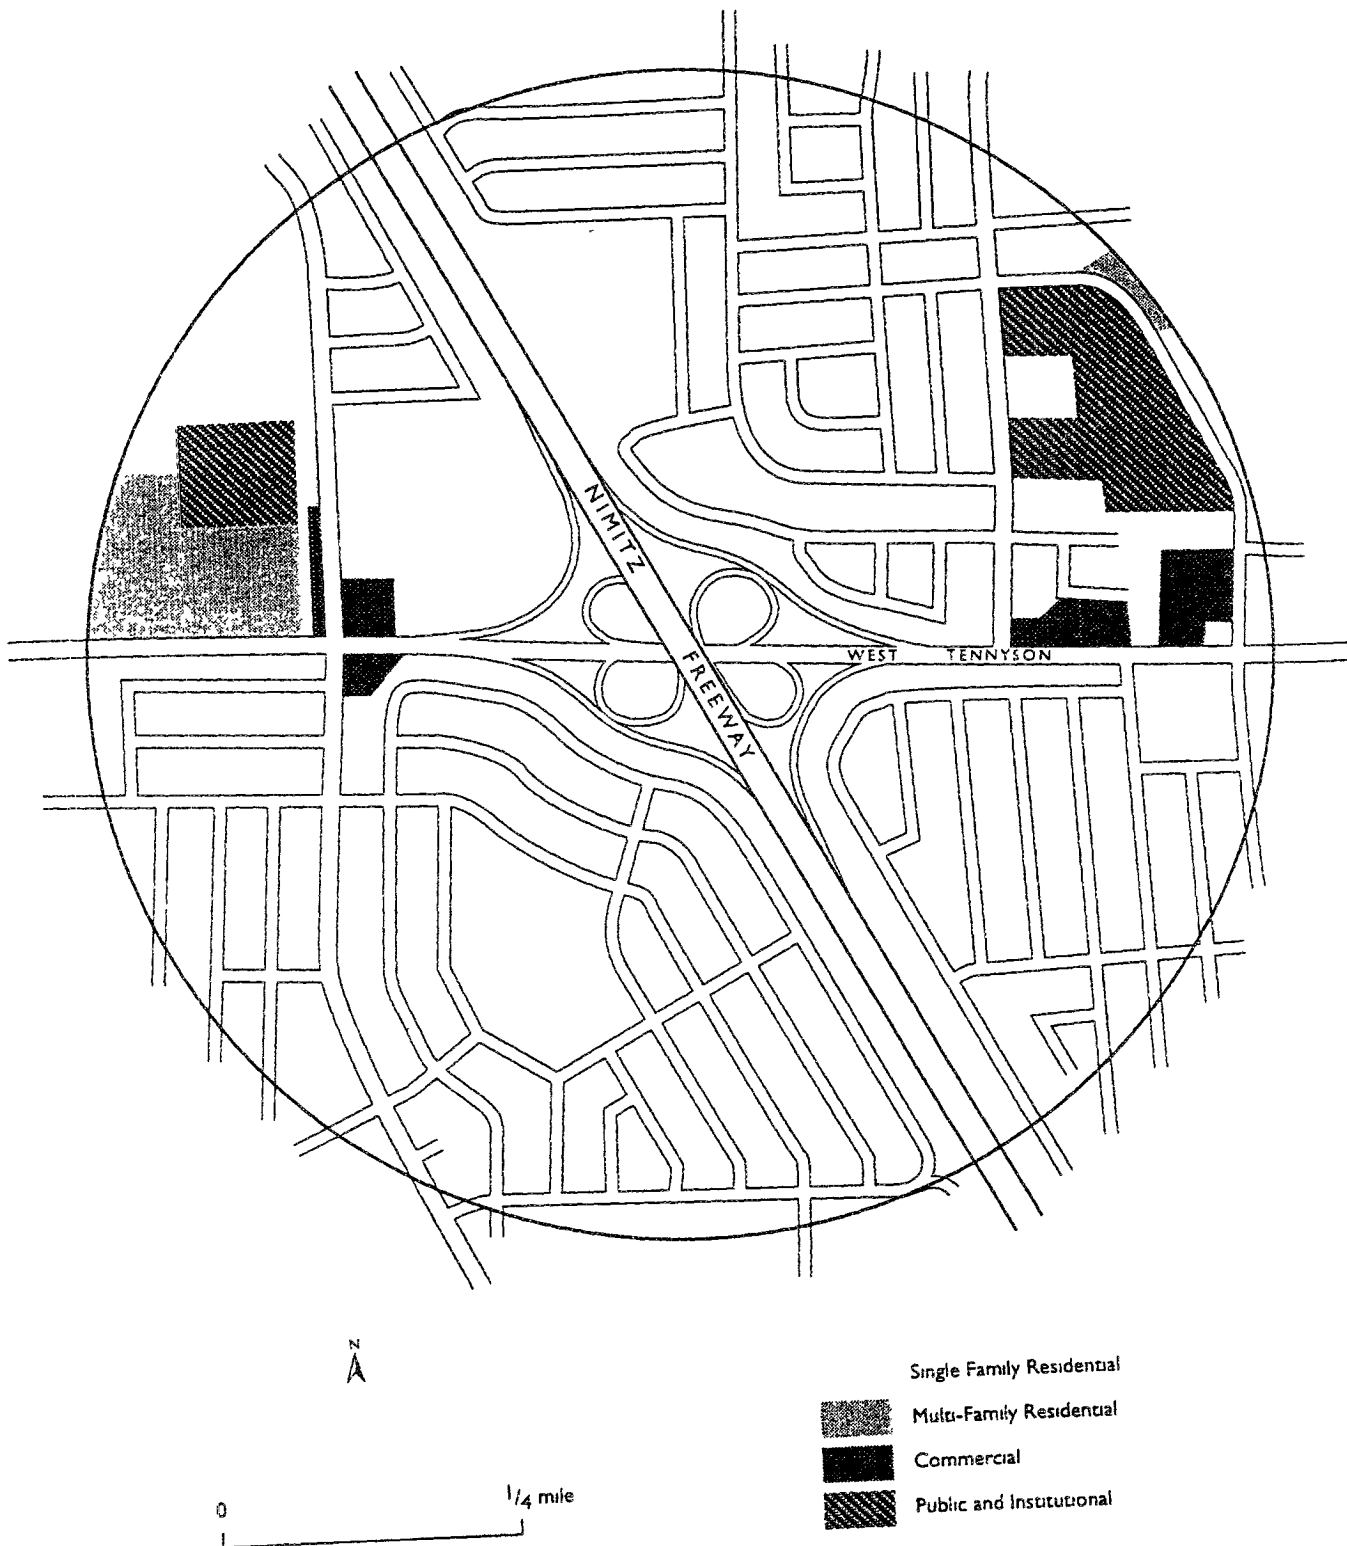 NIMITZ
FREEWAY
WEST TENNYSON
N
Single Family Residential
Multi-Family Residential
Commercial
0
1/4 mile
Public and Institutional